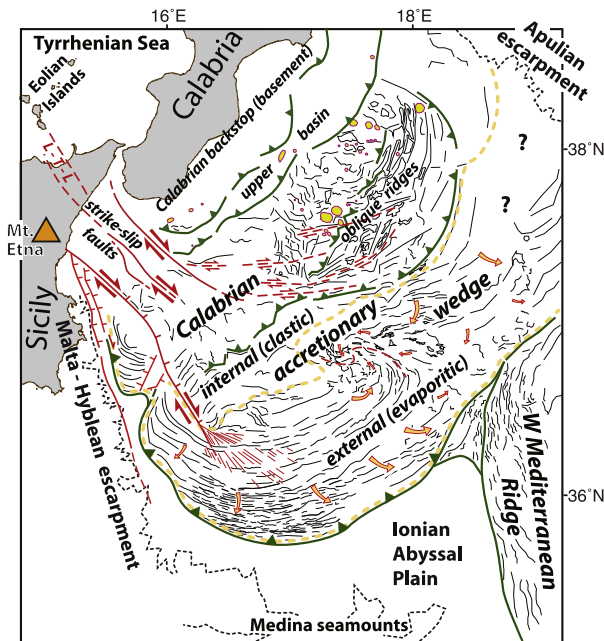 16°E
18°E
Tyrrhenian Sea
Apulian
escarpment
Eolian
Islands
Calabria
Calabrian backstop (basement)
upper basin
38°N
?
?
oblique ridges
strike-slip
faults
Mt.
Etna
Sicily
Calabrian
accretionary
wedge
internal (clastic)
external (evaporitic)
Malta - Hyblean escarpment
W Mediterranean
Ridge
36°N
Ionian
Abyssal
Plain
Medina seamounts